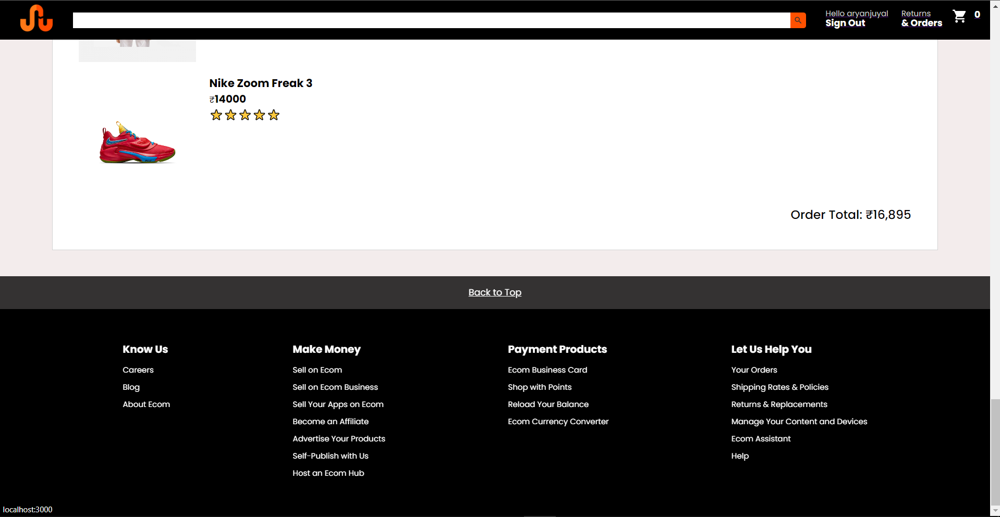 Hello aryanjuyal
Sign Out
Returns
& Orders
0
Nike Zoom Freak 3
₹14000
Order Total: ₹16,895
Back to Top
Know Us
Careers
Blog
About Ecom
Make Money
Sell on Ecom
Sell on Ecom Business
Sell Your Apps on Ecom
Become an Affiliate
Advertise Your Products
Self-Publish with Us
Host an Ecom Hub
Payment Products
Ecom Business Card
Shop with Points
Reload Your Balance
Ecom Currency Converter
Let Us Help You
Your Orders
Shipping Rates & Policies
Returns & Replacements
Manage Your Content and Devices
Ecom Assistant
Help
localhost:3000